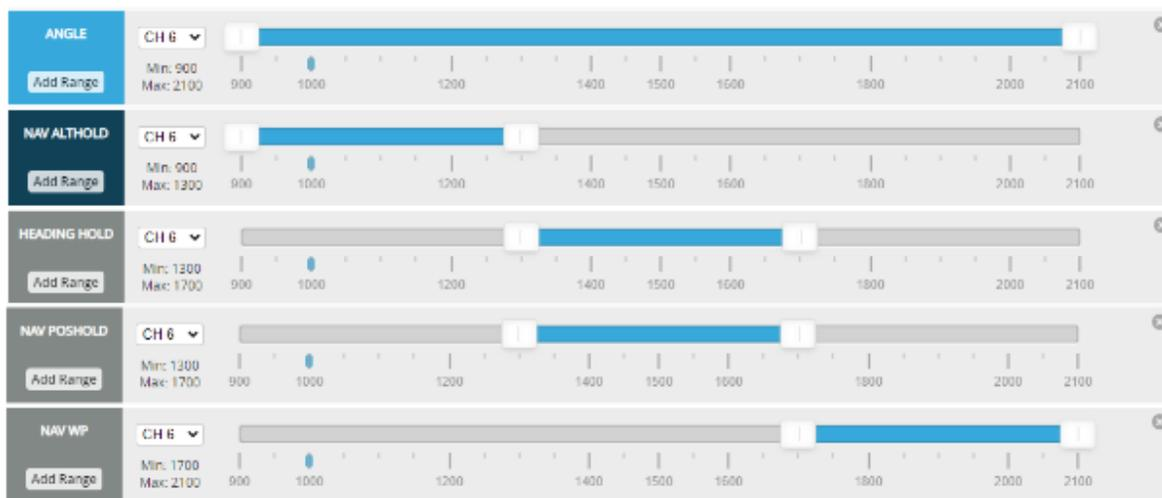 ANGLE
CH 6
Add Range
Min: 900
Max: 2100
900 1000 1200 1400 1500 1600 1800 2000 2100
NAV ALTHOLD
CH 6
Add Range
Min: 900
Max: 1300
900 1000 1200 1400 1500 1600 1800 2000 2100
HEADING HOLD
CH 6
Add Range
Min: 1300
Max: 1700
900 1000 1200 1400 1500 1600 1800 2000 2100
NAV POSHOLD
CH 6
Add Range
Min: 1300
Max: 1700
900 1000 1200 1400 1500 1600 1800 2000 2100
NAV WP
CH 6
Add Range
Min: 1700
Max: 2100
900 1000 1200 1400 1500 1600 1800 2000 2100